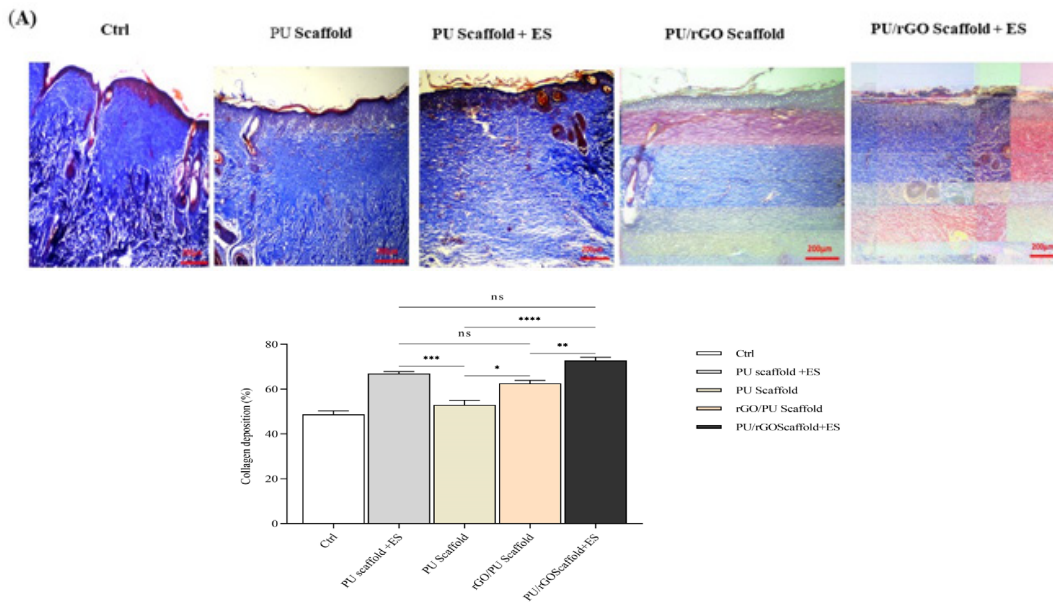 (A)
Ctrl
PU Scaffold
PU Scaffold + ES
PU/rGO Scaffold
PU/rGO Scaffold + ES
200µm
200µm
200µm
200µm
ns
****
ns
**
***
*
80
60
40
20
0
Collagen deposition (%)
Ctrl
PU scaffold +ES
PU Scaffold
rGO/PU Scaffold
PU/rGOScaffold+ES
Ctrl
PU scaffold +ES
PU Scaffold
rGO/PU Scaffold
PU/rGOScaffold+ES